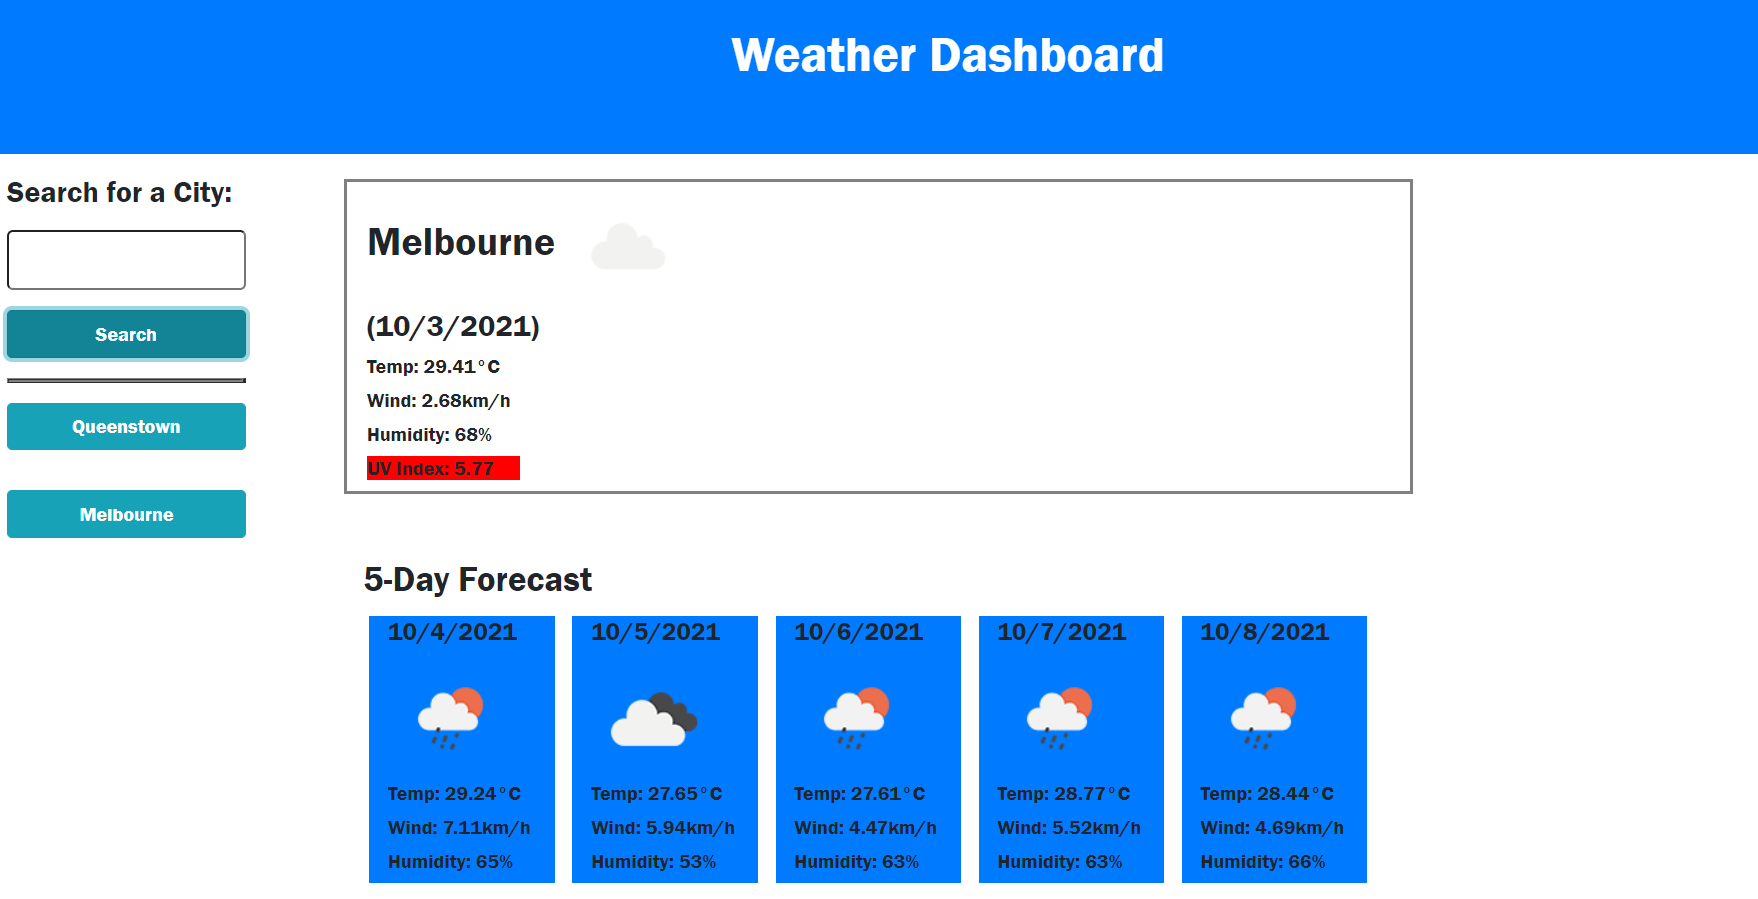 Weather Dashboard
Search for a City:
Search
Queenstown
Melbourne
Melbourne
(10/3/2021)
Temp: 29.41°C
Wind: 2.68km/h
Humidity: 68%
UV Index: 5.77
5-Day Forecast
10/4/2021
Temp: 29.24°C
Wind: 7.11km/h
Humidity: 65%
10/5/2021
Temp: 27.65°C
Wind: 5.94km/h
Humidity: 53%
10/6/2021
Temp: 27.61°C
Wind: 4.47km/h
Humidity: 63%
10/7/2021
Temp: 28.77°C
Wind: 5.52km/h
Humidity: 63%
10/8/2021
Temp: 28.44°C
Wind: 4.69km/h
Humidity: 66%